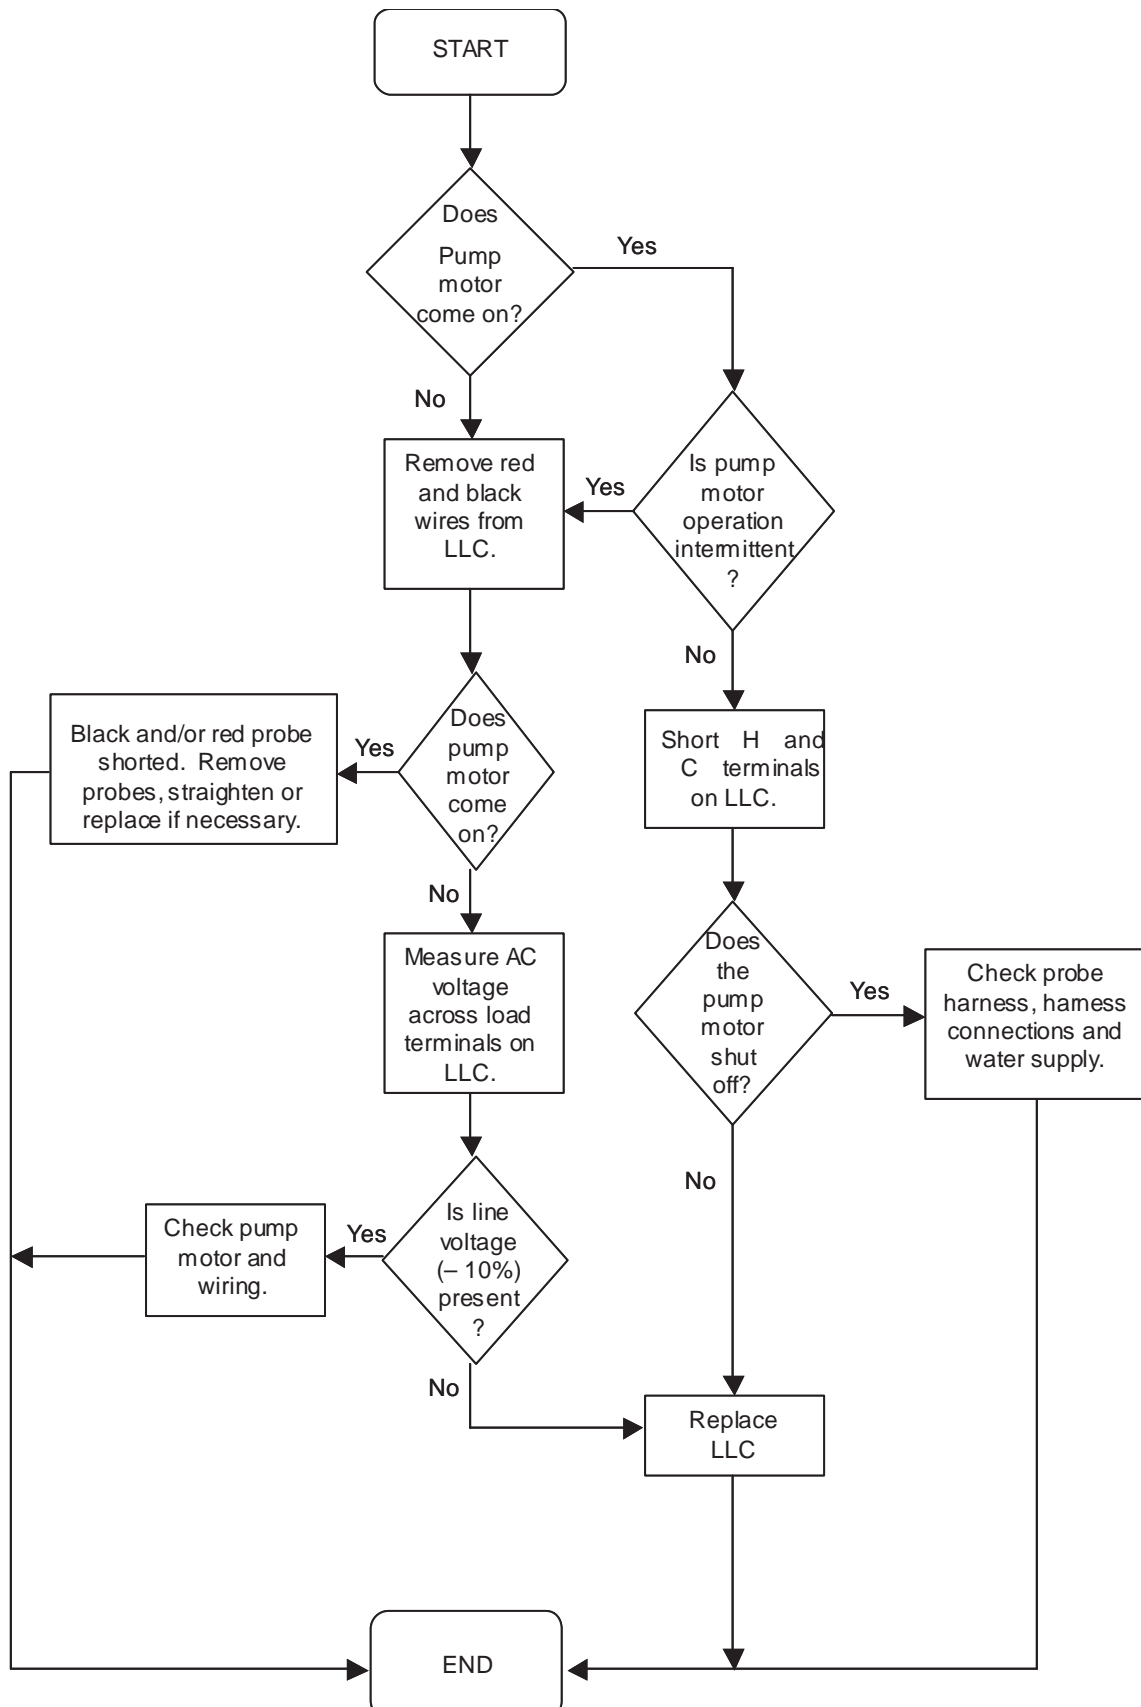 START
Does
Pump
motor
come on?
Yes
No
Remove red
and black
wires from
LLC.
Yes
Is pump
motor
operation
intermittent
?
No
Black and/or red probe
shorted. Remove
probes, straighten or
replace if necessary.
Yes
Does
pump
motor
come
on?
Short H and
C terminals
on LLC.
No
Measure AC
voltage
across load
terminals on
LLC.
Does
the
pump
motor
shut
off?
Yes
Check probe
harness, harness
connections and
water supply.
No
Check pump
motor and
wiring.
Yes
Is line
voltage
(– 10%)
present
?
No
Replace
LLC
END